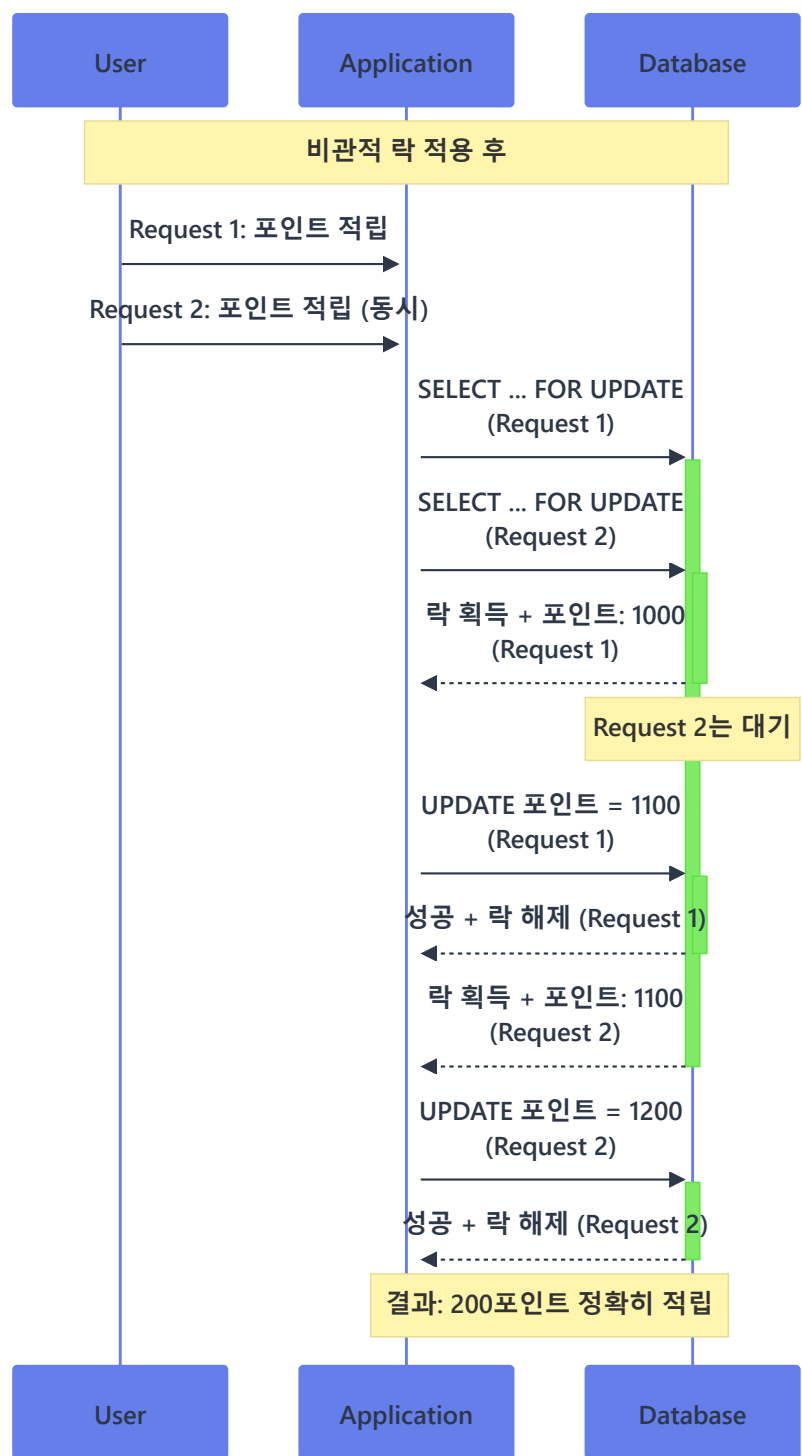 User Application Database
비관적 락 적용 후
Request 1: 포인트 적립
Request 2: 포인트 적립 (동시)
SELECT ... FOR UPDATE
(Request 1)
SELECT ... FOR UPDATE
(Request 2)
락 획득 + 포인트: 1000
(Request 1)
Request 2는 대기
UPDATE 포인트 = 1100
(Request 1)
성공 + 락 해제 (Request 1)
락 획득 + 포인트: 1100
(Request 2)
UPDATE 포인트 = 1200
(Request 2)
성공 + 락 해제 (Request 2)
결과: 200포인트 정확히 적립
User Application Database